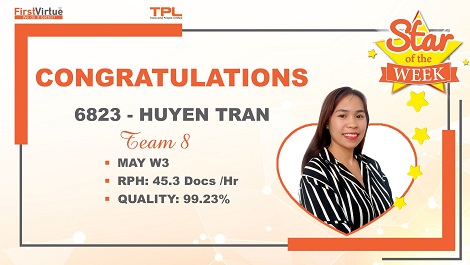 FirstVirtue
TPL
Star
of the
WEEK
CONGRATULATIONS
6823 - HUYEN TRAN
Team 8
MAY W3
RPH: 45.3 Docs /Hr
QUALITY: 99.23%